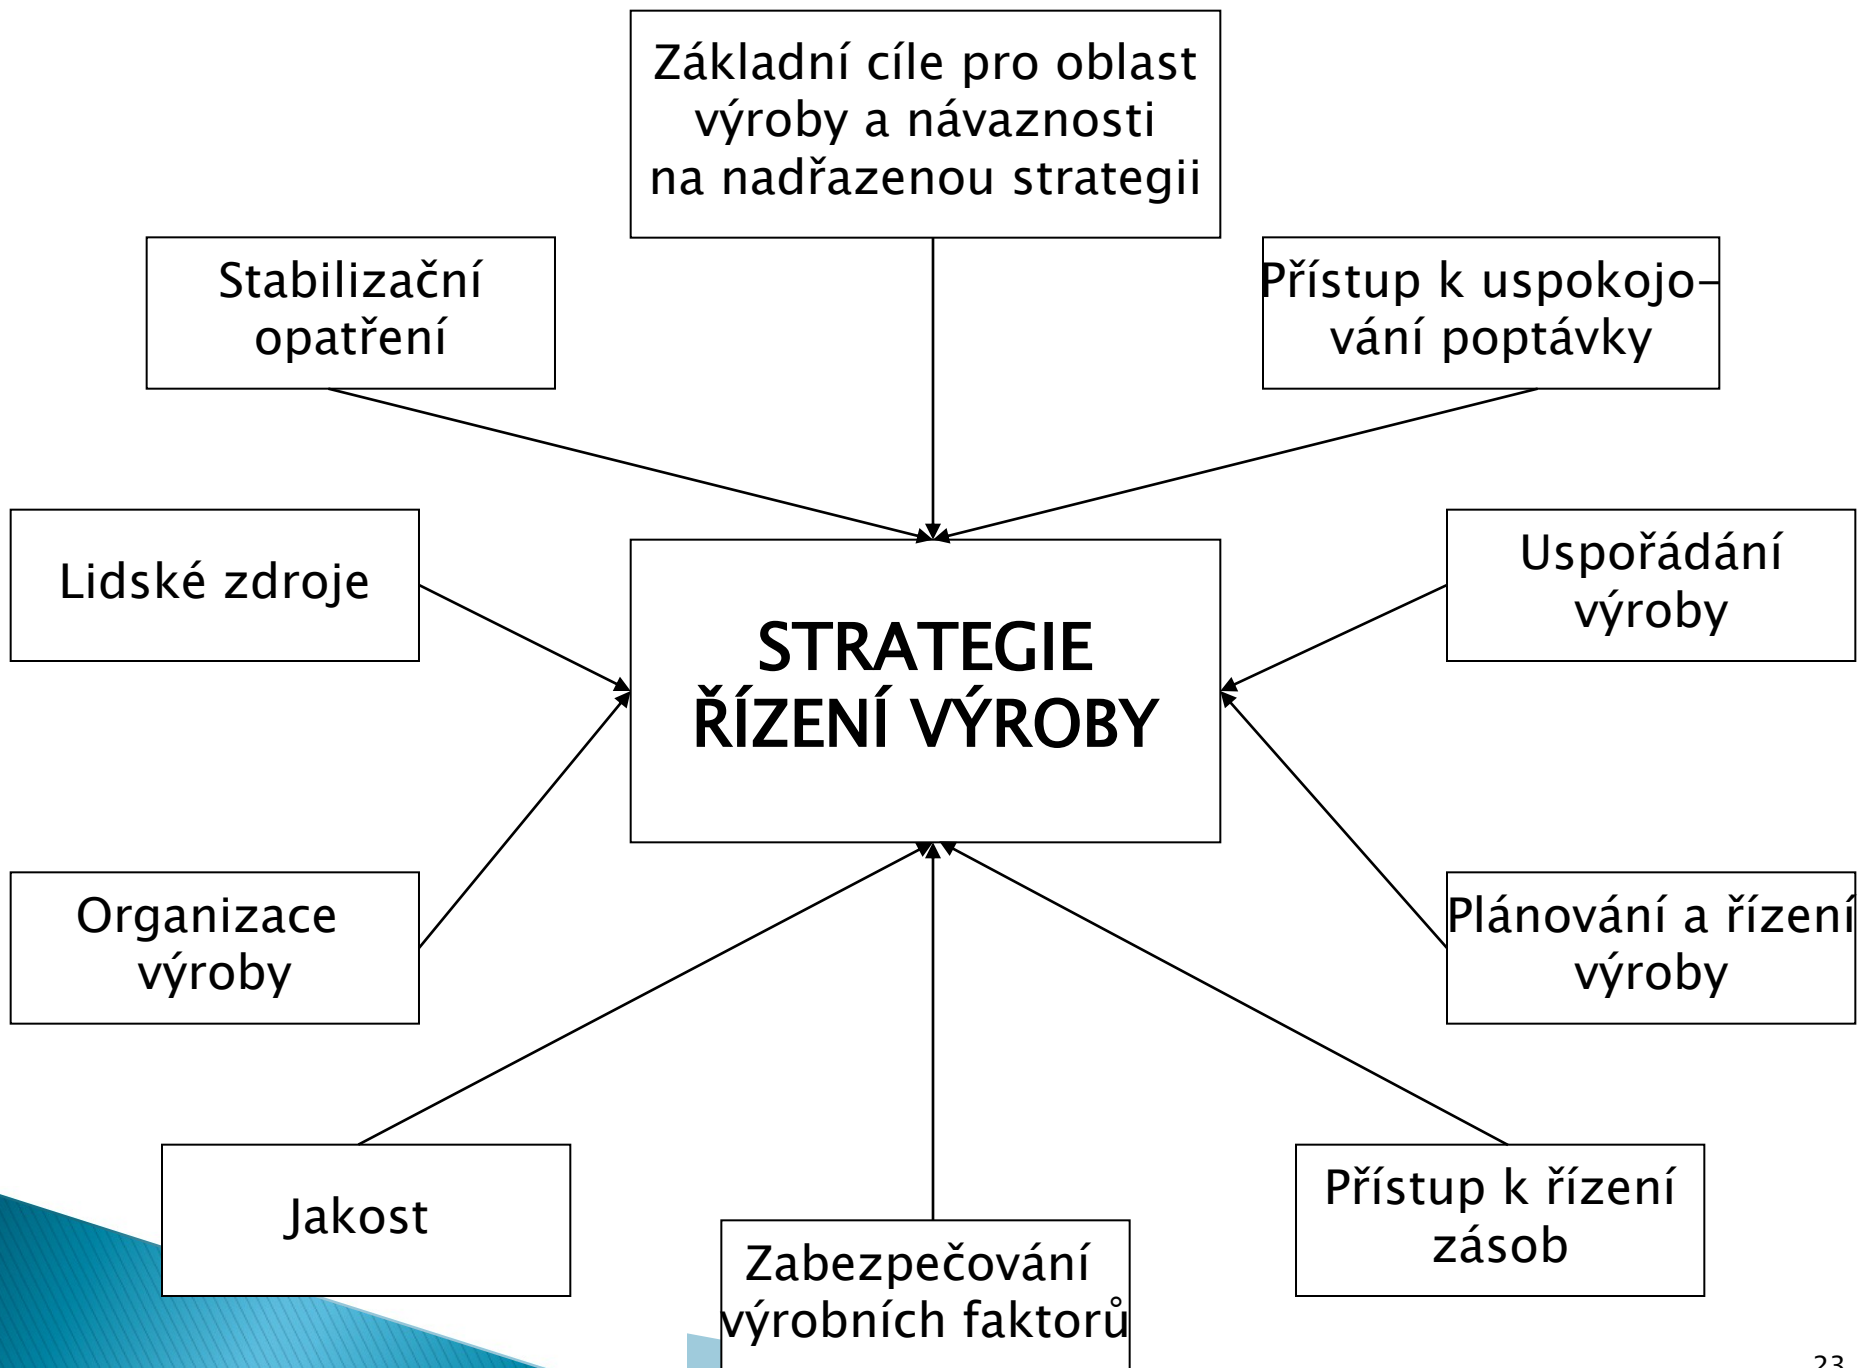 Základní cíle pro oblast
výroby a návaznosti
na nadřazenou strategii
Stabilizační
opatření
Přístup k uspokojo-
vání poptávky
Lidské zdroje
Uspořádání
výroby
STRATEGIE
ŘÍZENÍ VÝROBY
Organizace
výroby
Plánování a řízení
výroby
Jakost
Zabezpečování
výrobních faktorů
Přístup k řízení
zásob
23